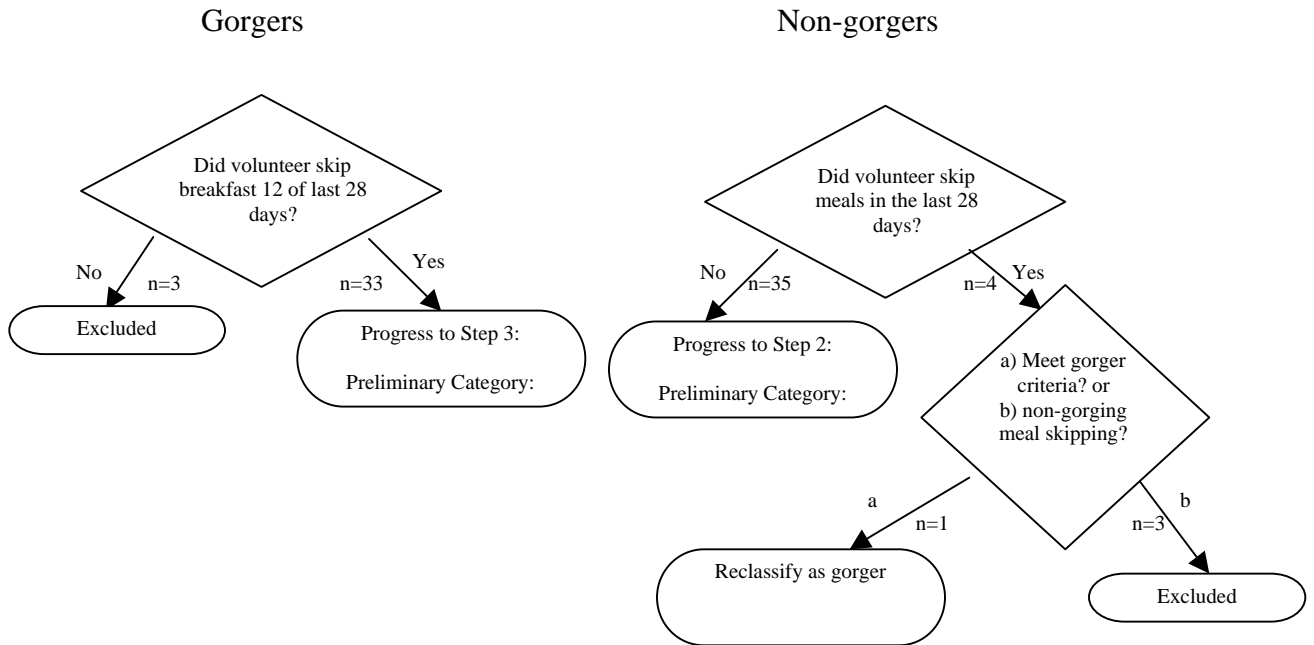 Gorgers
Non-gorgers
Did volunteer skip
breakfast 12 of last 28
days?
No
n=3
n=33
Yes
Excluded
Progress to Step 3:
Preliminary Category:
Did volunteer skip
meals in the last 28
days?
No
n=35
n=4
Yes
Progress to Step 2:
Preliminary Category:
a) Meet gorger
criteria? or
b) non-gorging
meal skipping?
a
n=1
b
n=3
Reclassify as gorger
Excluded